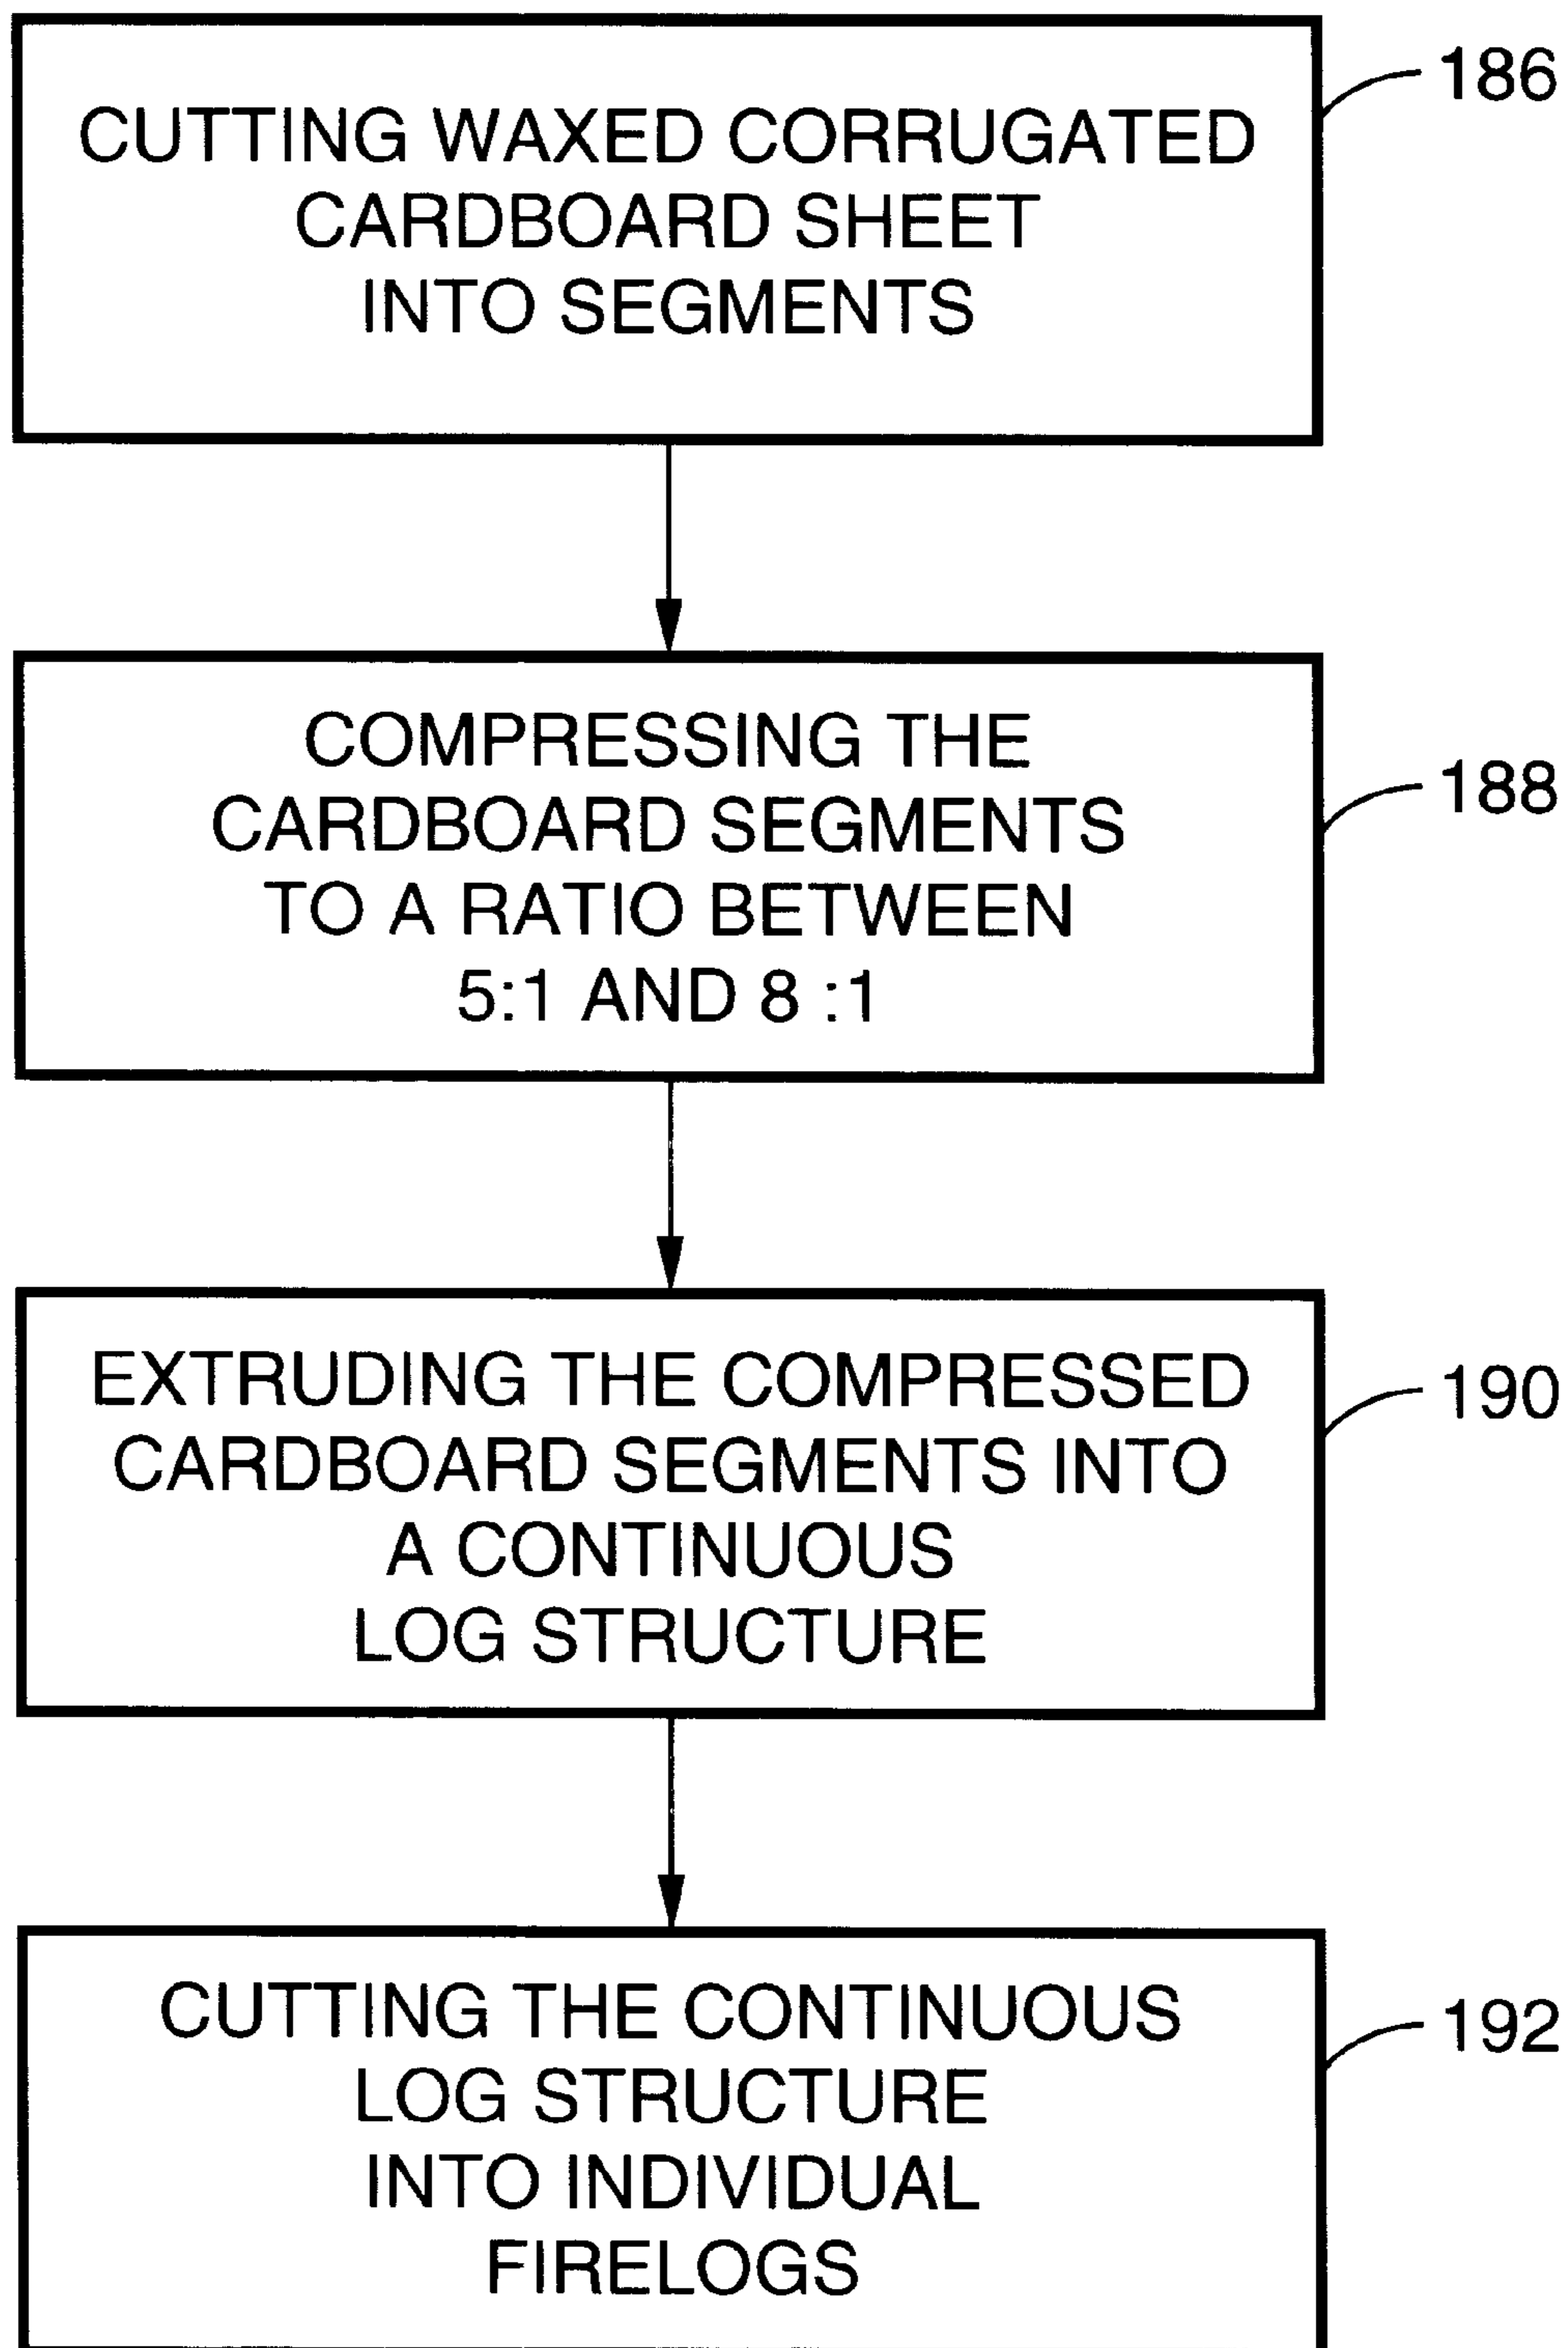 CUTTING WAXED CORRUGATED
CARDBOARD SHEET
INTO SEGMENTS
186
COMPRESSING THE
CARDBOARD SEGMENTS
TO A RATIO BETWEEN
5:1 AND 8 :1
188
EXTRUDING THE COMPRESSED
CARDBOARD SEGMENTS INTO
A CONTINUOUS
LOG STRUCTURE
190
CUTTING THE CONTINUOUS
LOG STRUCTURE
INTO INDIVIDUAL
FIRELOGS
192